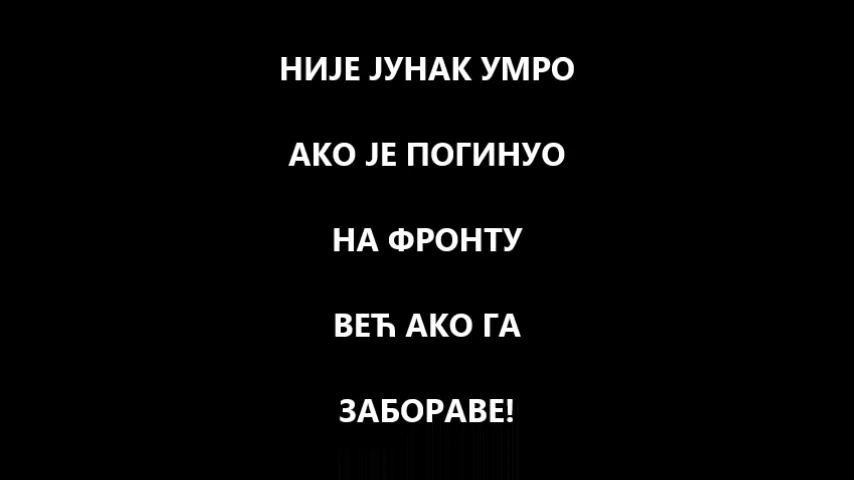 НИЈЕ ЈУНАК УМРО
АКО ЈЕ ПОГИНУО
НА ФРОНТУ
ВЕЋ АКО ГА
ЗАБОРАВЕ!